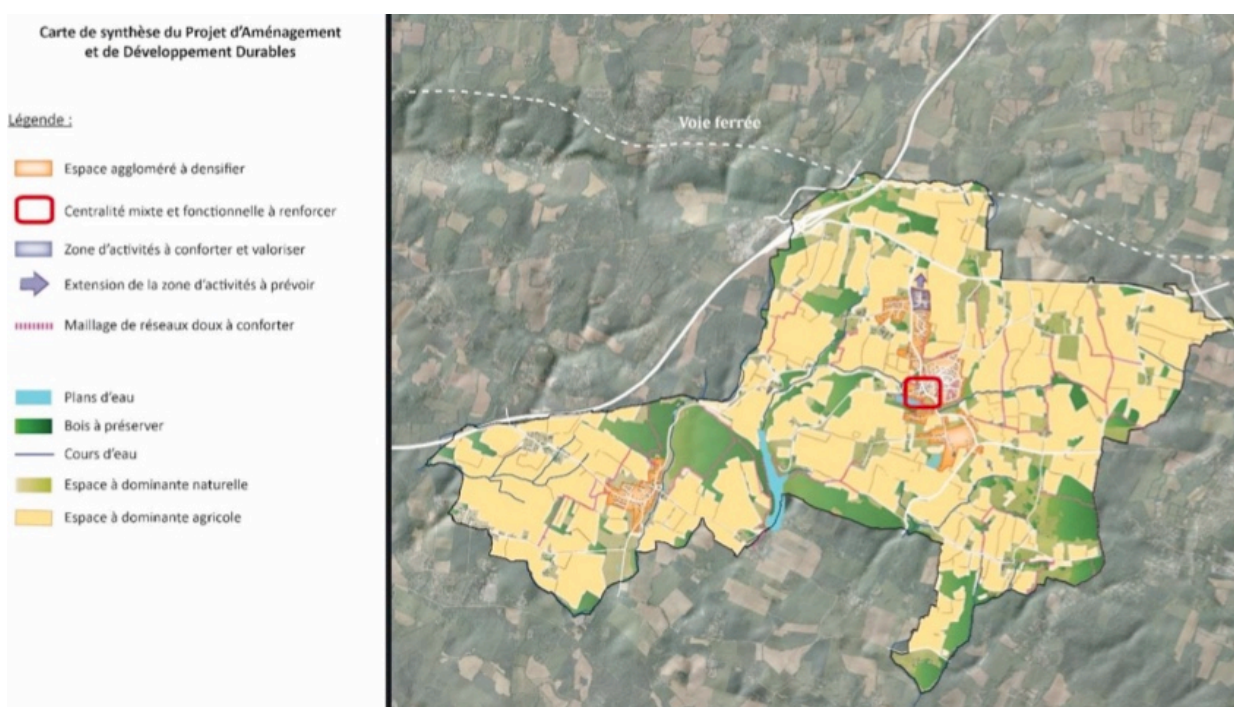 Carte de synthèse du Projet d'Aménagement
et de Développement Durables
Légende :
Espace aggloméré à densifier
Centralité mixte et fonctionnelle à renforcer
Zone d'activités à conforter et valoriser
Extension de la zone d'activités à prévoir
Maillage de réseaux doux à conforter
Plans d'eau
Bois à préserver
Cours d'eau
Espace à dominante naturelle
Espace à dominante agricole
Voie ferrée